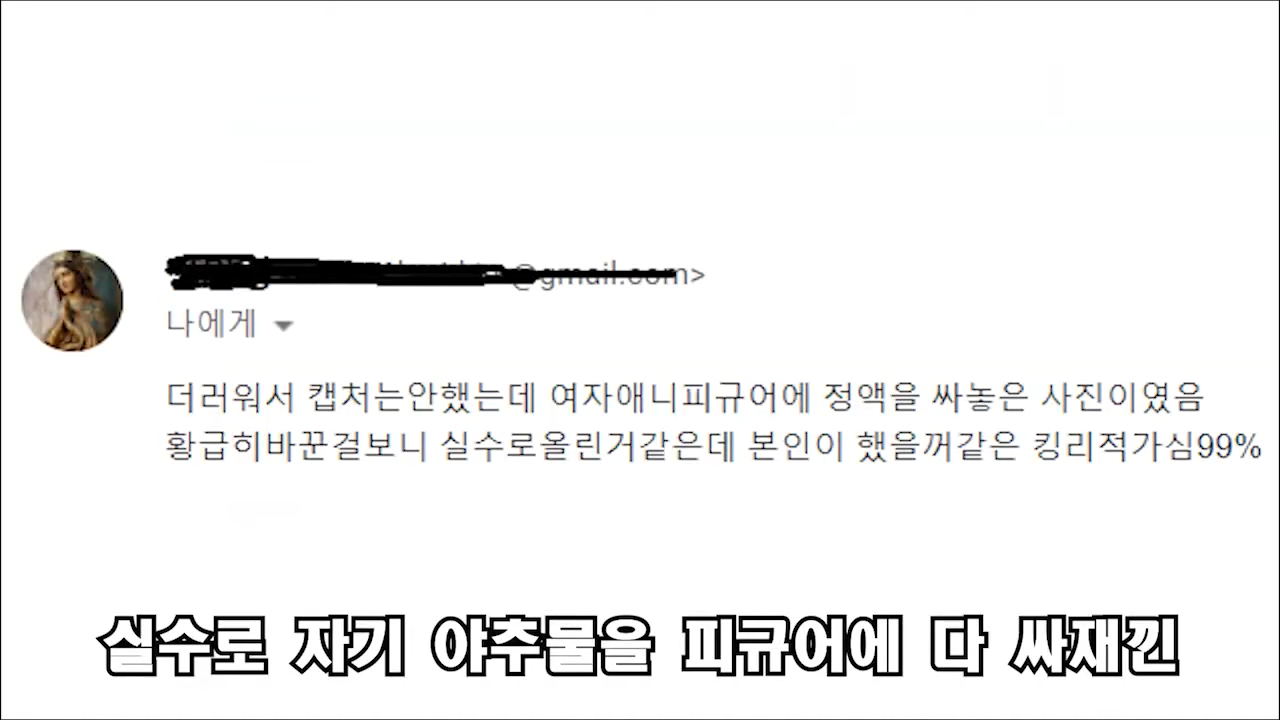 @gmail.com>
나에게
더러워서 캡처는안했는데 여자애니피규어에 정액을 싸놓은 사진이였음
황급히바꾼걸보니 실수로올린거같은데 본인이 했을꺼같은 킹리적가심99%
실수로 자기 야추물을 피규어에 다 싸재낀